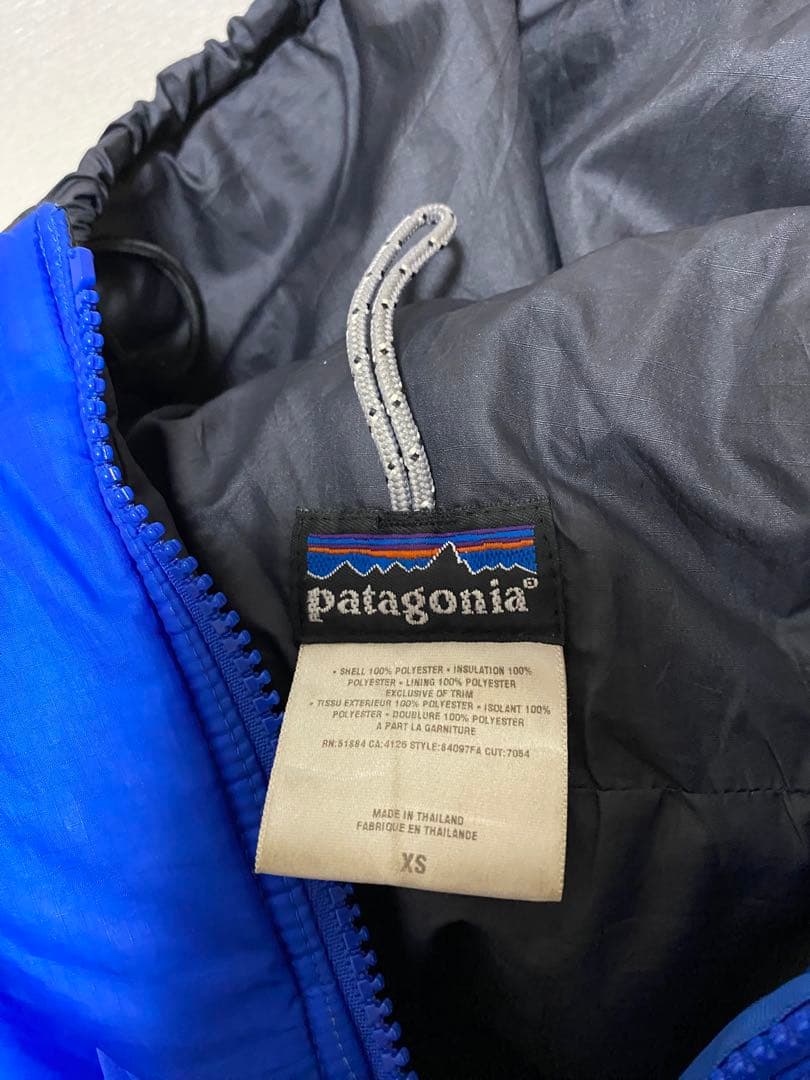 patagonia®
• SHELL 100% POLYESTER • INSULATION 100%
POLYESTER • LINING 100% POLYESTER
EXCLUSIVE OF TRIM
• TISSU EXTERIEUR 100% POLYESTER • ISOLANT 100%
POLYESTER • DOUBLURE 100% POLYESTER
A PART LA GARNITURE
RN:51884 CA:4125 STYLE:84097FA CUT:7054
MADE IN THAILAND
FABRIQUE EN THAILANDE
XS